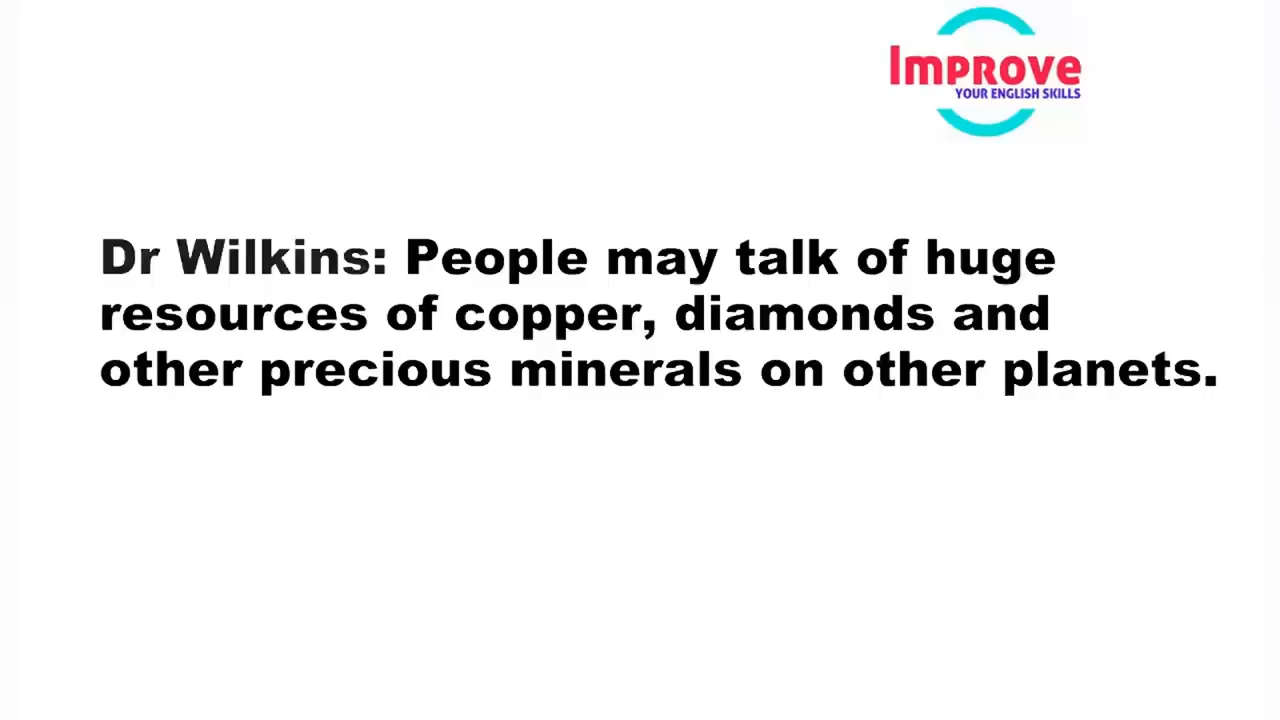 Improve
YOUR ENGLISH SKILLS
Dr Wilkins: People may talk of huge
resources of copper, diamonds and
other precious minerals on other planets.